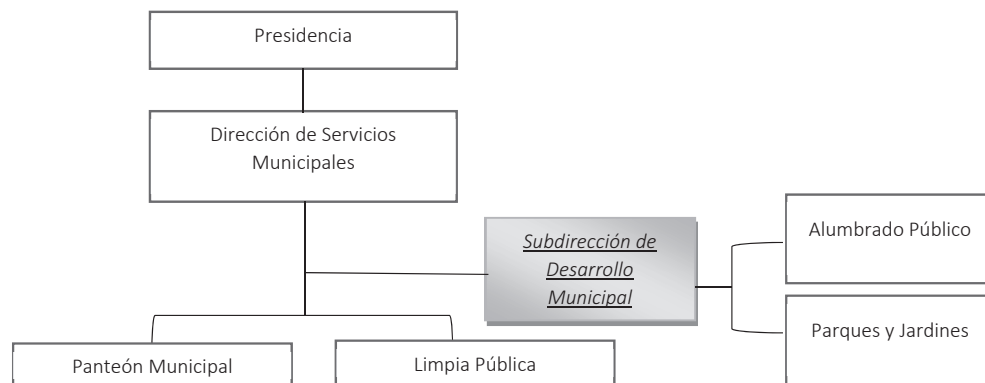 Presidencia
Dirección de Servicios
Municipales
Subdirección de
Desarrollo
Municipal
Alumbrado Público
Parques y Jardines
Panteón Municipal
Limpia Pública